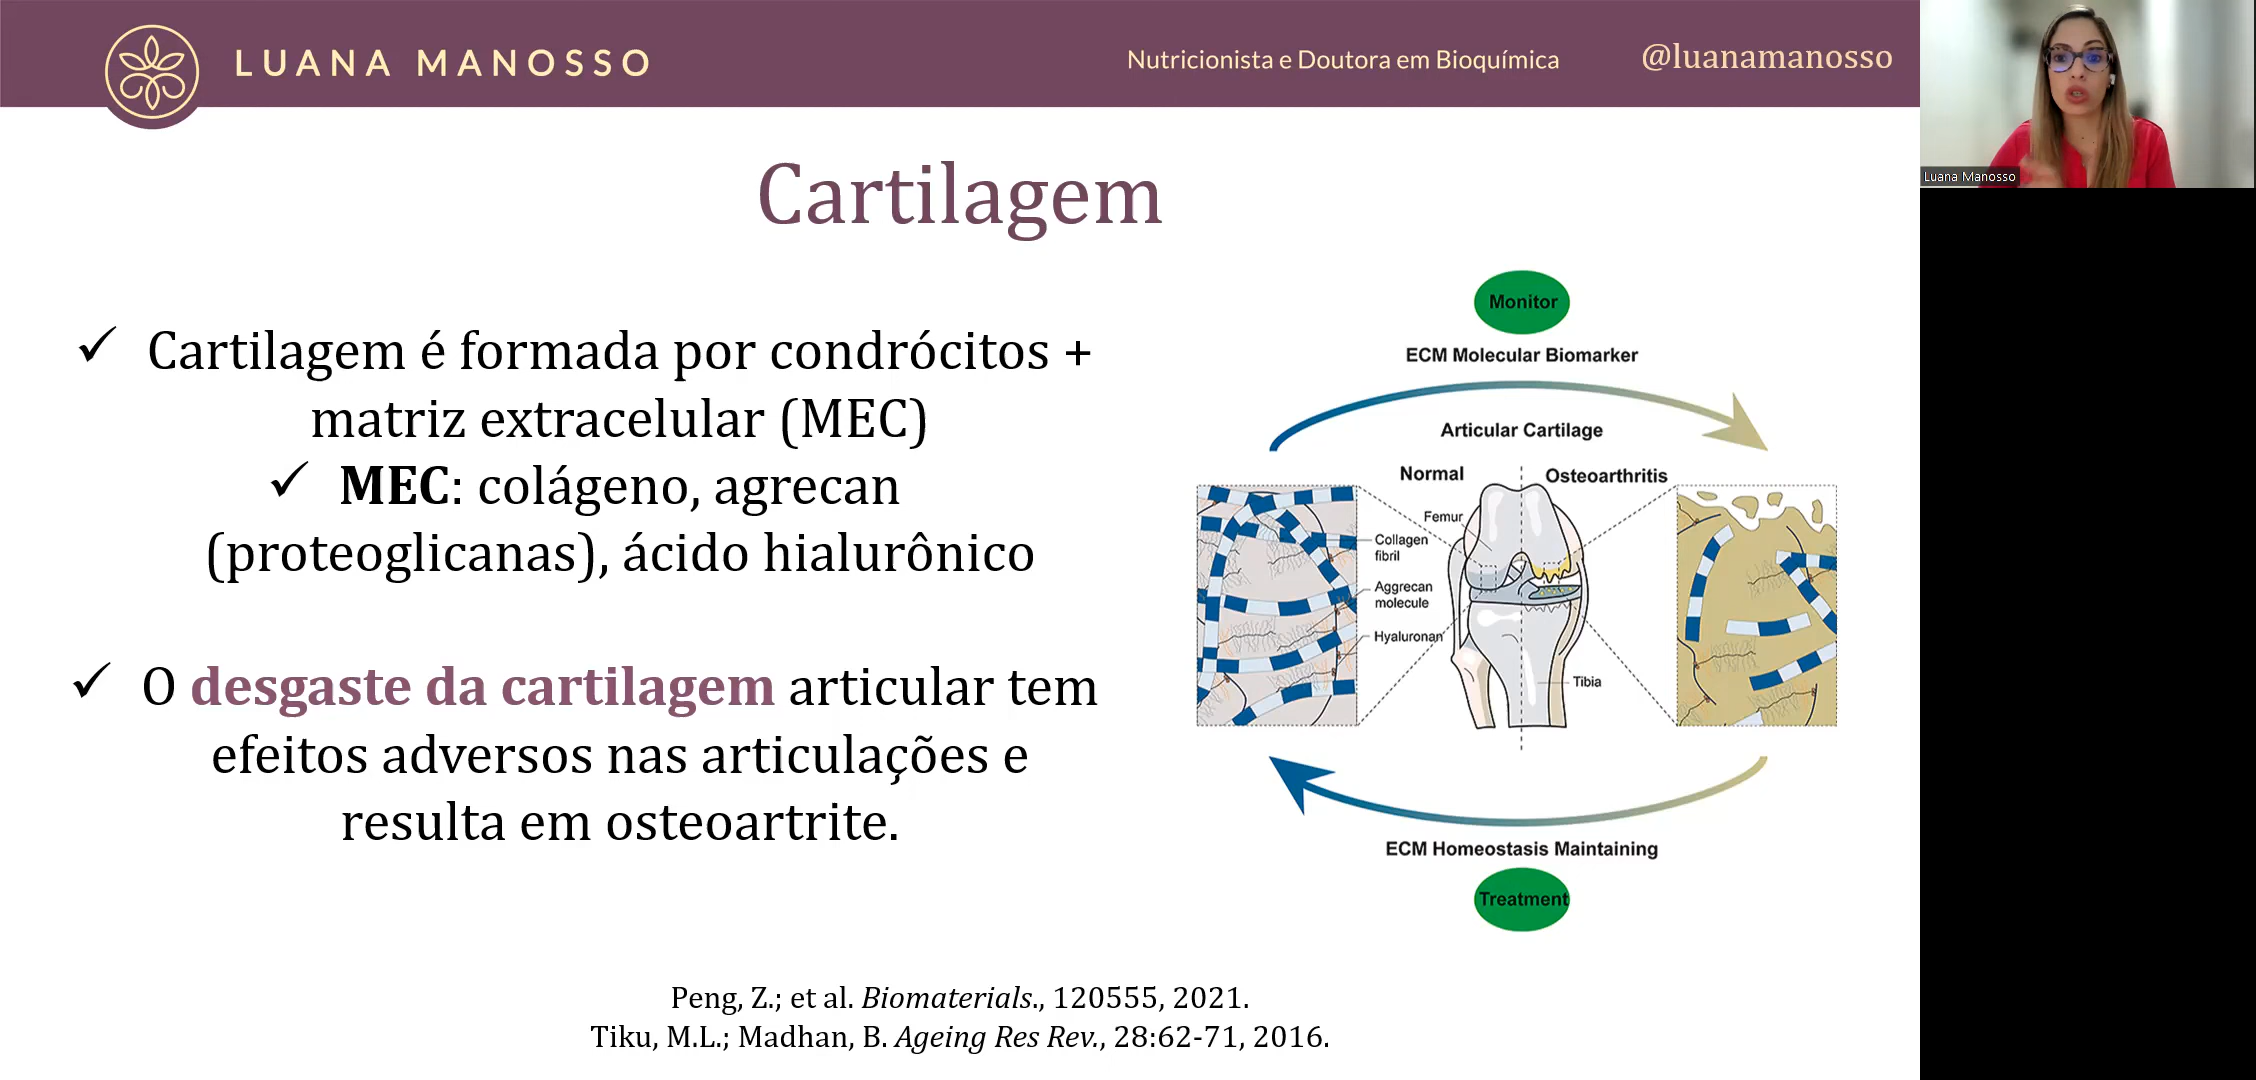 LUANA MANOSSO
Nutricionista e Doutora em Bioquímica
@luanamanosso
Luana Manosso
Cartilagem
✓ Cartilagem é formada por condrócitos +
matriz extracelular (MEC)
✓ MEC: colágeno, agrecan
(proteoglicanas), ácido hialurônico
✓ O desgaste da cartilagem articular tem
efeitos adversos nas articulações e
resulta em osteoartrite.
Monitor
ECM Molecular Biomarker
Articular Cartilage
Normal
Osteoarthritis
Femur
Collagen
fibril
Aggrecan
molecule
Hyaluronan
Tibia
ECM Homeostasis Maintaining
Treatment
Peng, Z.; et al. Biomaterials., 120555, 2021.
Tiku, M.L.; Madhan, B. Ageing Res Rev., 28:62-71, 2016.